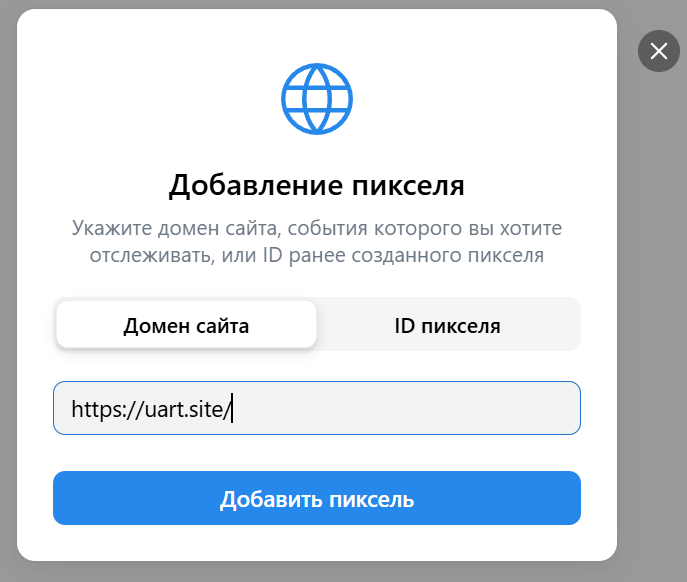 Добавление пикселя
Укажите домен сайта, события которого вы хотите
отслеживать, или ID ранее созданного пикселя
Домен сайта
ID пикселя
https://uart.site/
Добавить пиксель